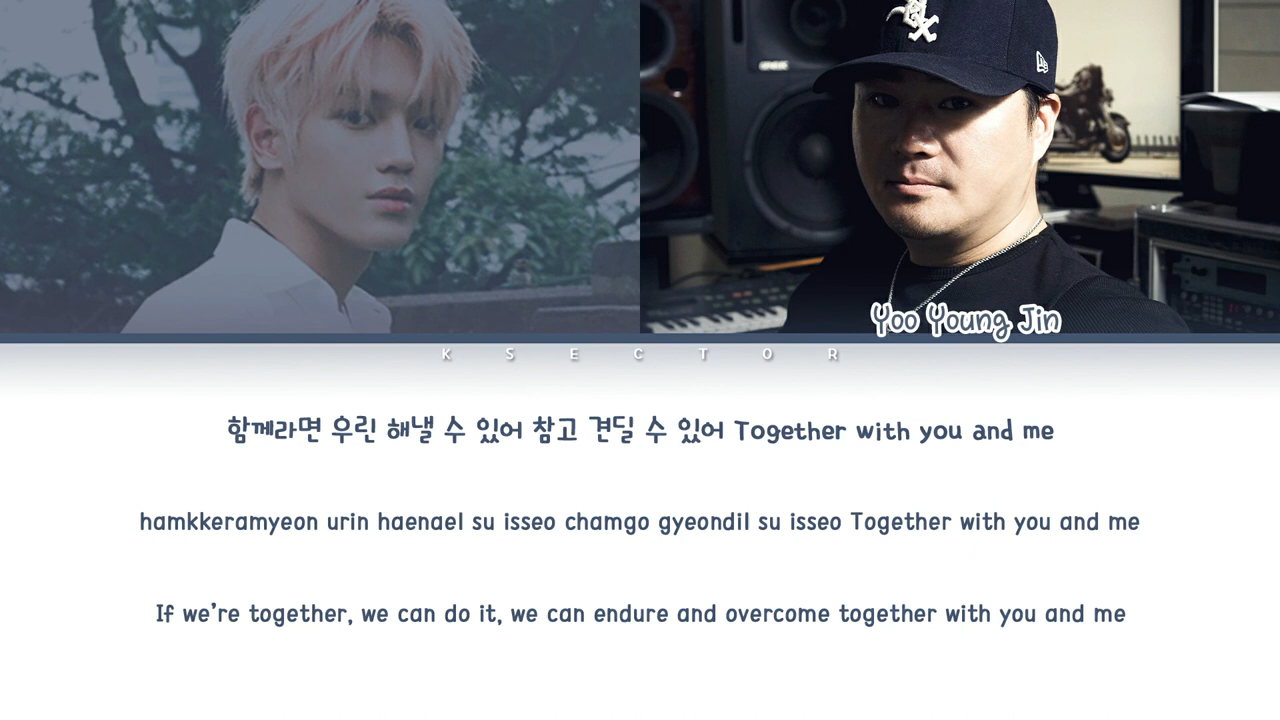 Yoo Young Jin
K S E C T O R
함께라면 우린 해낼 수 있어 참고 견딜 수 있어 Together with you and me
hamkkeramyeon urin haenael su isseo chamgo gyeondil su isseo Together with you and me
If we're together, we can do it, we can endure and overcome together with you and me